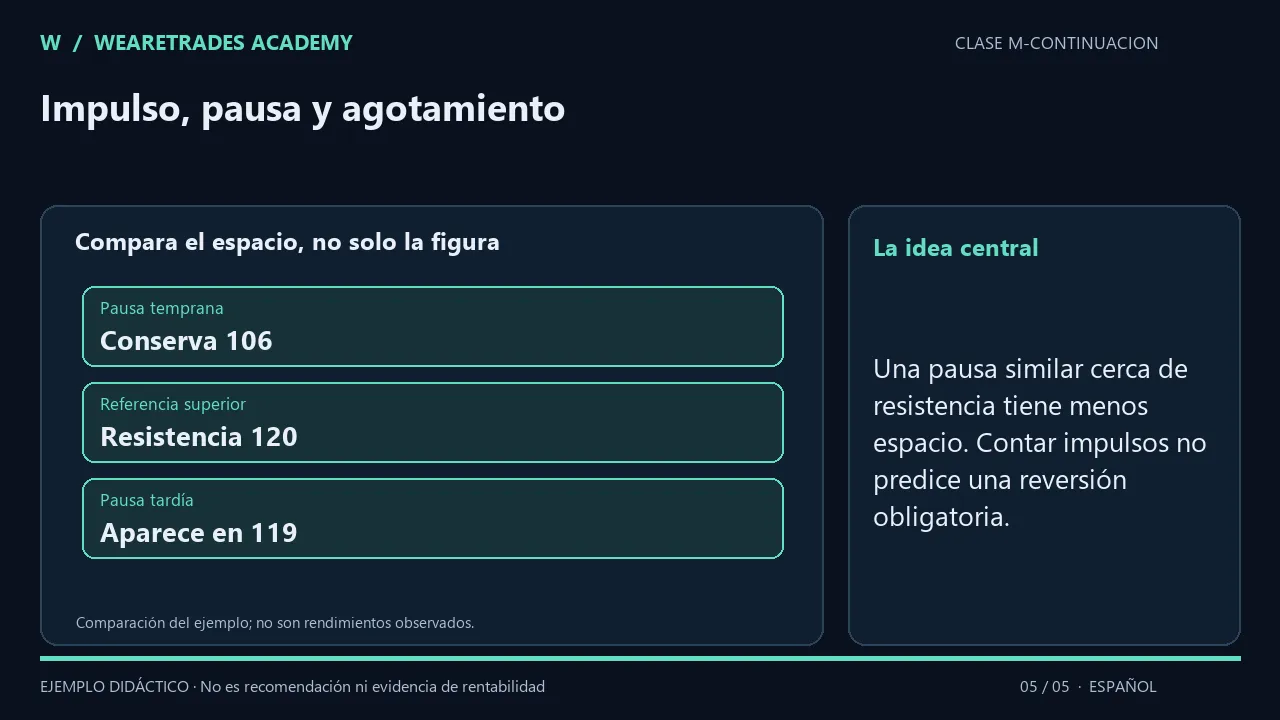 W / WEARETRADES ACADEMY
CLASE M-CONTINUACION
Impulso, pausa y agotamiento
Compara el espacio, no solo la figura
Pausa temprana
Conserva 106
Referencia superior
Resistencia 120
Pausa tardía
Aparece en 119
Comparación del ejemplo; no son rendimientos observados.
La idea central
Una pausa similar cerca de
resistencia tiene menos
espacio. Contar impulsos no
predice una reversión
obligatoria.
EJEMPLO DIDÁCTICO · No es recomendación ni evidencia de rentabilidad
05 / 05 · ESPAÑOL